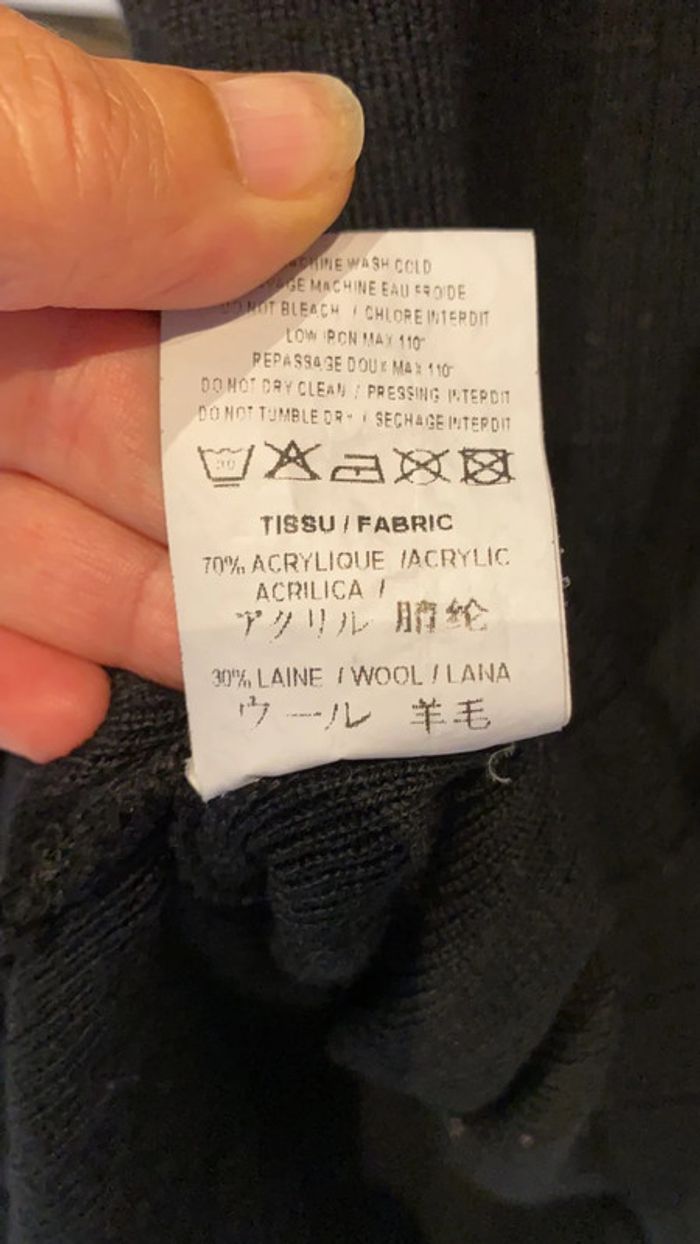 MACHINE WASH COLD
LAVAGE MACHINE EAU FROIDE
DO NOT BLEACH / CHLORE INTERDIT
LOW IRON MAX 110°
REPASSAGE DOUX MAX 110°
DO NOT DRY CLEAN / PRESSING INTERDIT
DO NOT TUMBLE DRY / SECHAGE INTERDIT
30
TISSU / FABRIC
70% ACRYLIQUE /ACRYLIC
ACRILICA /
アクリル 腈纶
30% LAINE / WOOL / LANA
ウール 羊毛